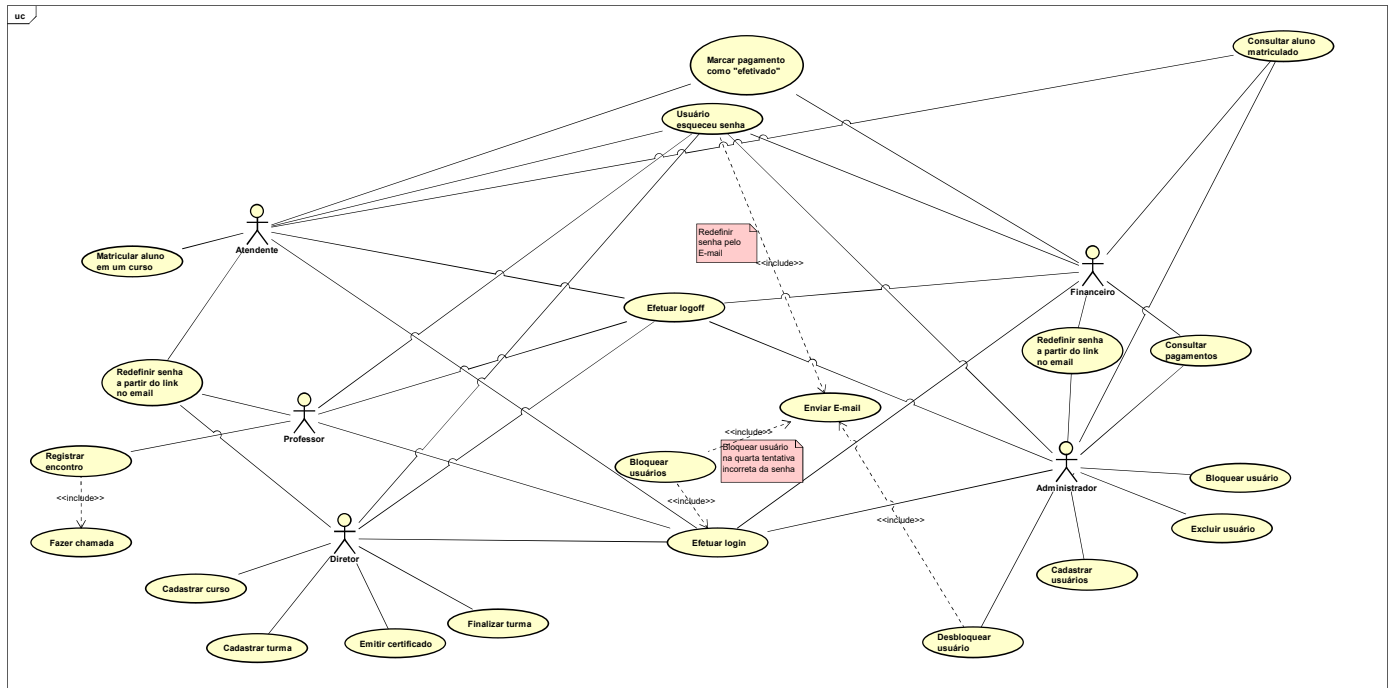 uc
Consultar aluno
matriculado
Marcar pagamento
como "efetivado"
Usuário
esqueceu senha
Atendente
Matricular aluno
em um curso
Redefinir
senha pelo
E-mail
<<include>>
Financeiro
Efetuar logoff
Redefinir senha
a partir do link
no email
Consultar
pagamentos
Redefinir senha
a partir do link
no email
Enviar E-mail
Professor
<<include>>
Bloquear usuário
na quarta tentativa
incorreta da senha
Registrar
encontro
Bloquear
usuários
Administrador
Bloquear usuário
<<include>>
<<include>>
<<include>>
Excluir usuário
Fazer chamada
Efetuar login
Diretor
Cadastrar
usuários
Cadastrar curso
Finalizar turma
Desbloquear
usuário
Emitir certificado
Cadastrar turma